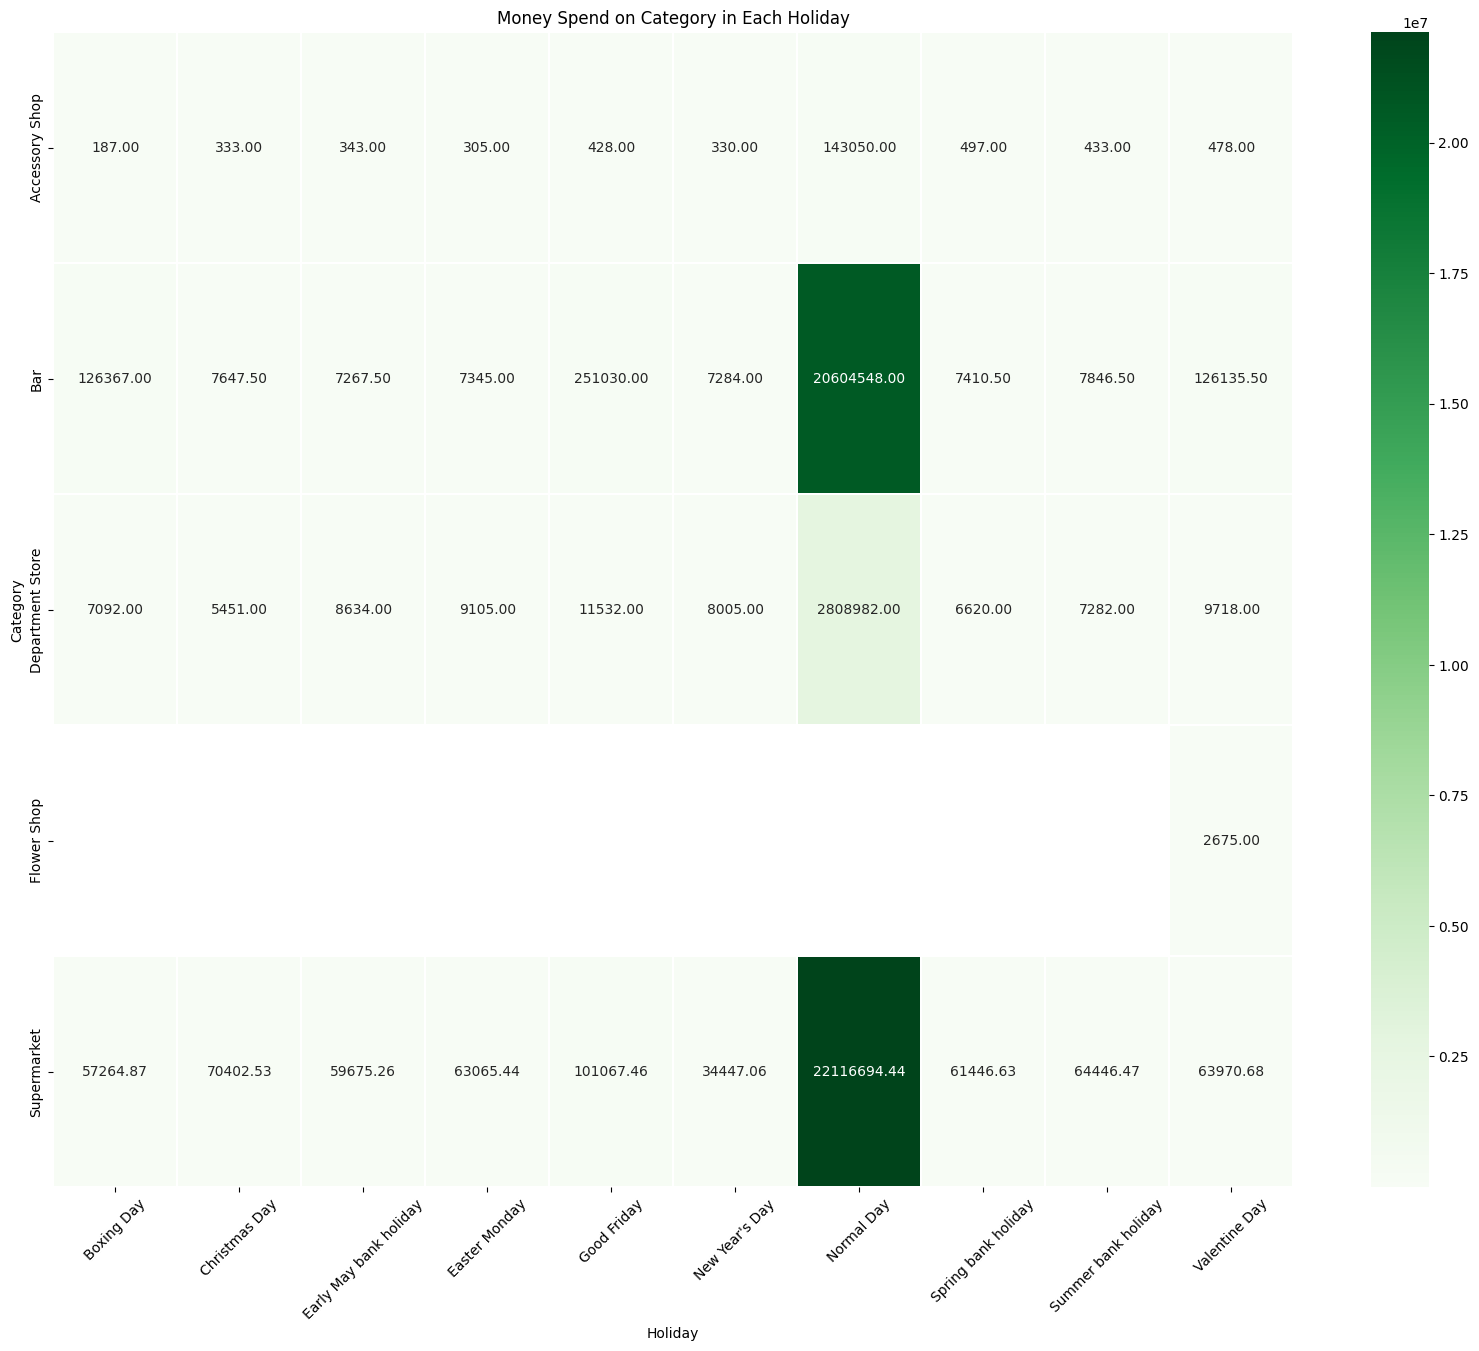 Money Spend on Category in Each Holiday
1e7
Accessory Shop
187.00 333.00 343.00 305.00 428.00 330.00 143050.00 497.00 433.00 478.00
Bar
126367.00 7647.50 7267.50 7345.00 251030.00 7284.00 20604548.00 7410.50 7846.50 126135.50
Category
Department Store
7092.00 5451.00 8634.00 9105.00 11532.00 8005.00 2808982.00 6620.00 7282.00 9718.00
Flower Shop
2675.00
Supermarket
57264.87 70402.53 59675.26 63065.44 101067.46 34447.06 22116694.44 61446.63 64446.47 63970.68
Boxing Day
Christmas Day
Early May bank holiday
Easter Monday
Good Friday
New Year's Day
Normal Day
Spring bank holiday
Summer bank holiday
Valentine Day
Holiday
2.00
1.75
1.50
1.25
1.00
0.75
0.50
0.25